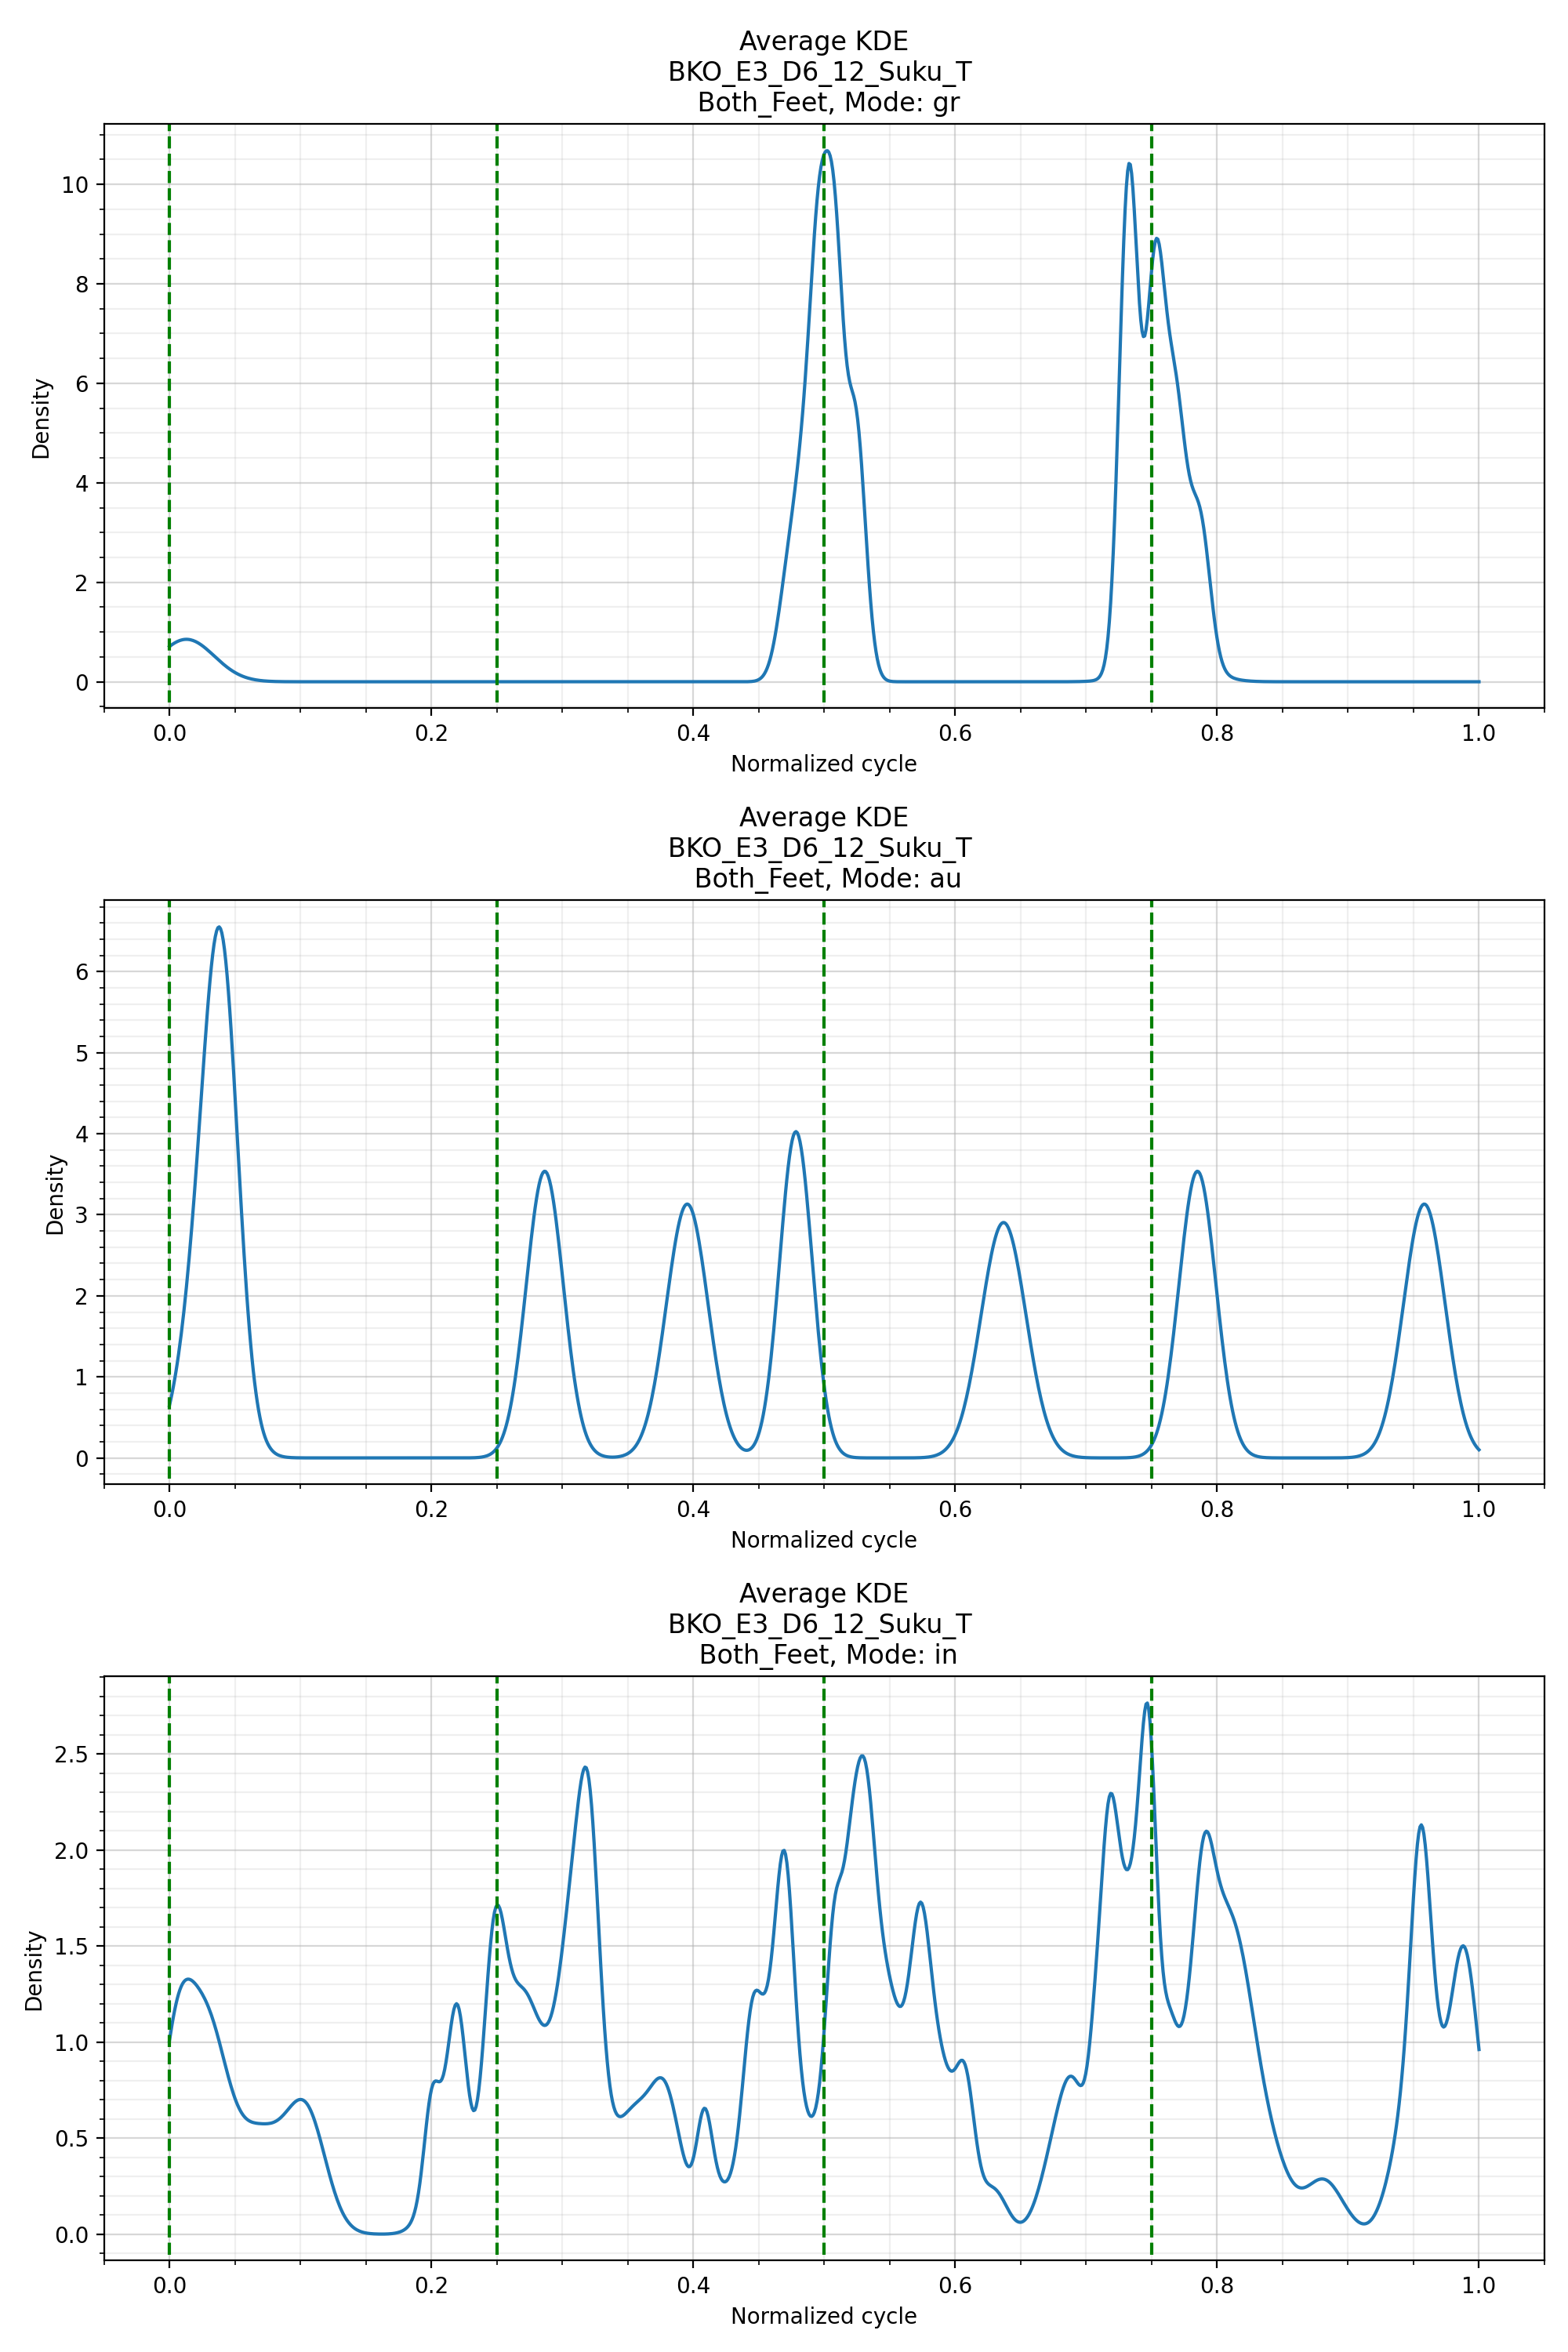 Average KDE
BKO_E3_D6_12_Suku_T
Both_Feet, Mode: gr
10
8
6
4
2
0
Density
0.0 0.2 0.4 0.6 0.8 1.0
Normalized cycle
Average KDE
BKO_E3_D6_12_Suku_T
Both_Feet, Mode: au
6
5
4
3
2
1
0
Density
0.0 0.2 0.4 0.6 0.8 1.0
Normalized cycle
Average KDE
BKO_E3_D6_12_Suku_T
Both_Feet, Mode: in
2.5
2.0
1.5
1.0
0.5
0.0
Density
0.0 0.2 0.4 0.6 0.8 1.0
Normalized cycle